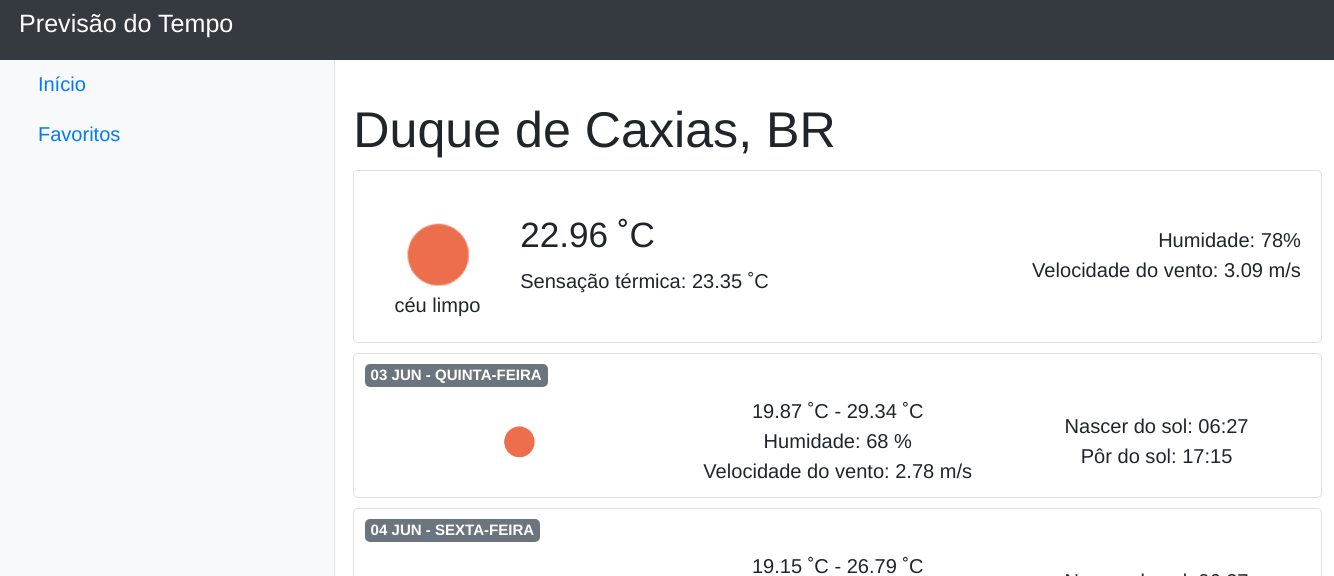 Previsão do Tempo
Início
Favoritos
Duque de Caxias, BR
22.96 ˚C
Sensação térmica: 23.35 ˚C
céu limpo
Humidade: 78%
Velocidade do vento: 3.09 m/s
03 JUN - QUINTA-FEIRA
19.87 ˚C - 29.34 ˚C
Humidade: 68 %
Velocidade do vento: 2.78 m/s
Nascer do sol: 06:27
Pôr do sol: 17:15
04 JUN - SEXTA-FEIRA
19.15 ˚C - 26.79 ˚C